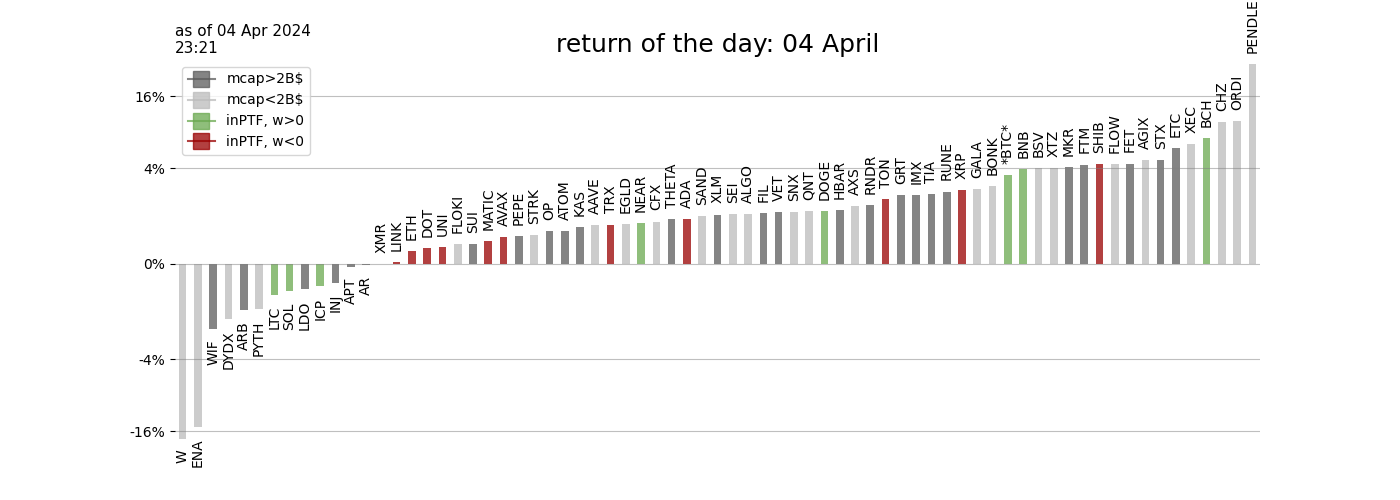 as of 04 Apr 2024
23:21
return of the day: 04 April
mcap>2B$
mcap<2B$
inPTF, w>0
inPTF, w<0
16%
4%
0%
-4%
-16%
W
ENA
WIF
DYDX
ARB
PYTH
LTC
SOL
LDO
ICP
INJ
APT
AR
XMR
LINK
ETH
DOT
UNI
FLOKI
SUI
MATIC
AVAX
PEPE
STRK
OP
ATOM
KAS
AAVE
TRX
EGLD
NEAR
CFX
THETA
ADA
SAND
XLM
SEI
ALGO
FIL
VET
SNX
QNT
DOGE
HBAR
AXS
RNDR
TON
GRT
IMX
TIA
RUNE
XRP
GALA
BONK
*BTC*
BNB
BSV
XTZ
MKR
FTM
SHIB
FLOW
FET
AGIX
STX
ETC
XEC
BCH
CHZ
ORDI
PENDLE